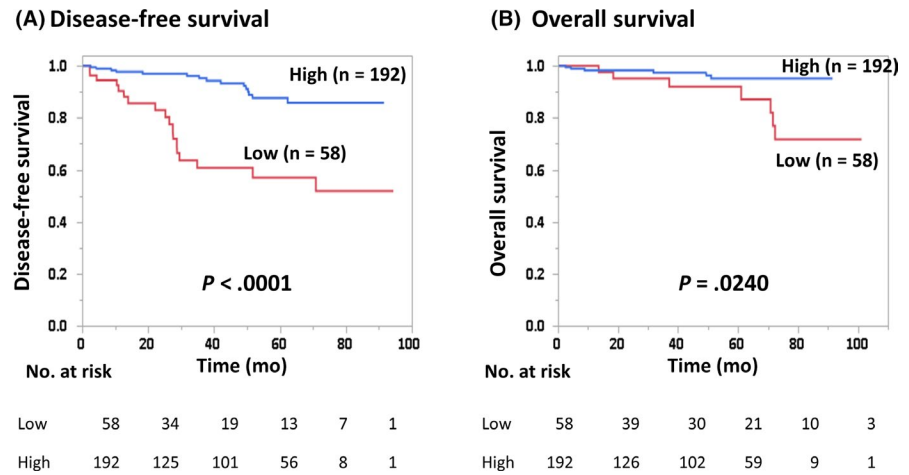 (A) Disease-free survival
1.0
0.8
0.6
0.4
0.2
0.0
Disease-free survival
High (n = 192)
Low (n = 58)
P < .0001
0 20 40 60 80 100
Time (mo)
No. at risk
Low 58 34 19 13 7 1
High 192 125 101 56 8 1
(B) Overall survival
1.0
0.8
0.6
0.4
0.2
0.0
Overall survival
High (n = 192)
Low (n = 58)
P = .0240
0 20 40 60 80 100
Time (mo)
No. at risk
Low 58 39 30 21 10 3
High 192 126 102 59 9 1